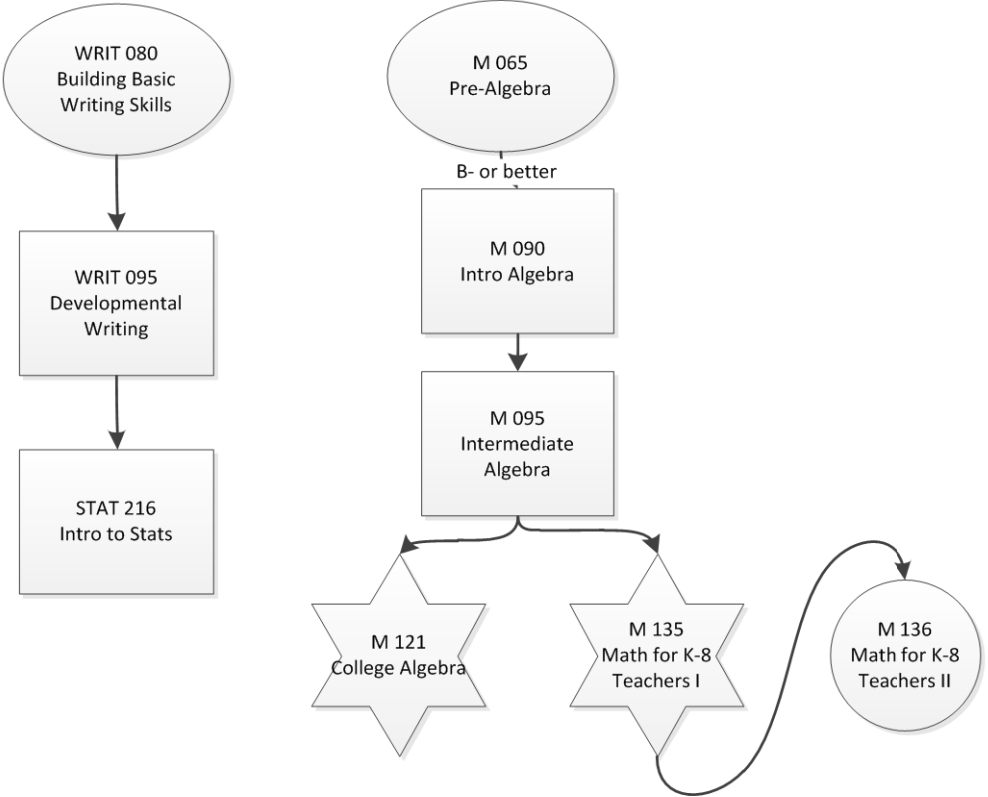 WRIT 080
Building Basic
Writing Skills
WRIT 095
Developmental
Writing
STAT 216
Intro to Stats
M 065
Pre-Algebra
B- or better
M 090
Intro Algebra
M 095
Intermediate
Algebra
M 121
College Algebra
M 135
Math for K-8
Teachers I
M 136
Math for K-8
Teachers II